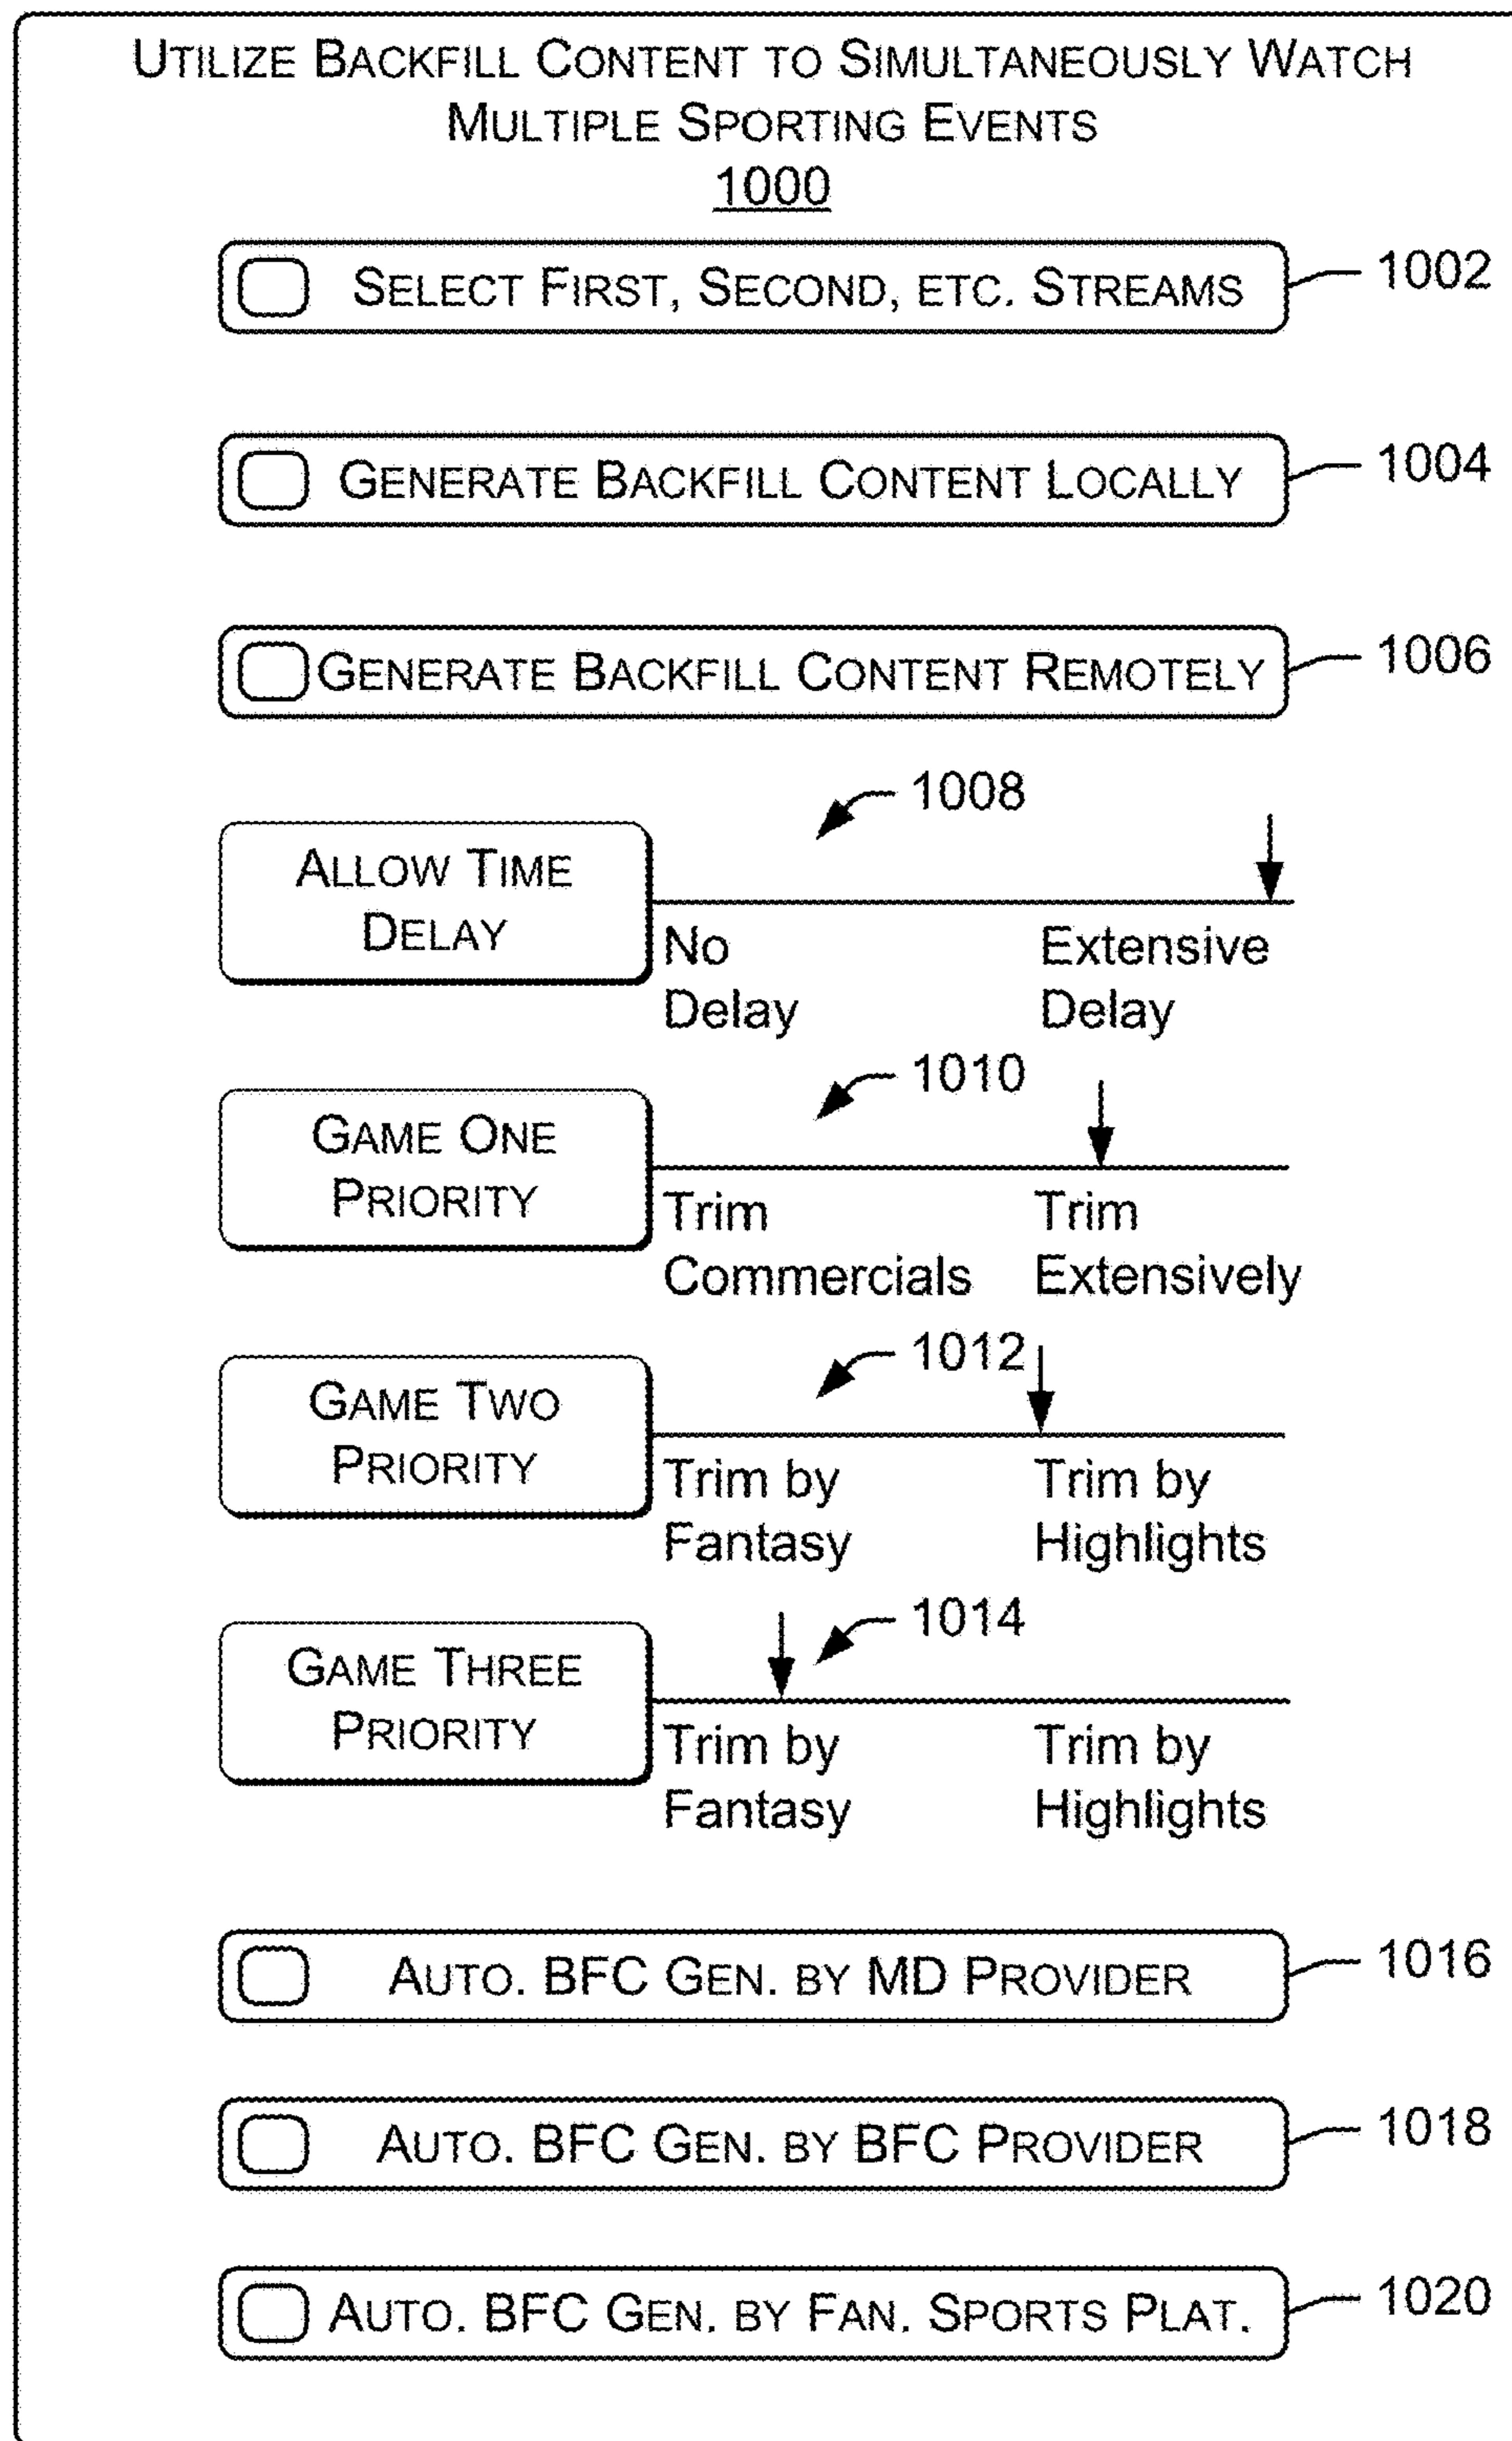 UTILIZE BACKFILL CONTENT TO SIMULTANEOUSLY WATCH
MULTIPLE SPORTING EVENTS
1000
SELECT FIRST, SECOND, ETC. STREAMS
1002
GENERATE BACKFILL CONTENT LOCALLY
1004
GENERATE BACKFILL CONTENT REMOTELY
1006
1008
ALLOW TIME
DELAY
No
Delay
Extensive
Delay
1010
GAME ONE
PRIORITY
Trim
Commercials
Trim
Extensively
1012
GAME TWO
PRIORITY
Trim by
Fantasy
Trim by
Highlights
1014
GAME THREE
PRIORITY
Trim by
Fantasy
Trim by
Highlights
AUTO. BFC GEN. BY MD PROVIDER
1016
AUTO. BFC GEN. BY BFC PROVIDER
1018
AUTO. BFC GEN. BY FAN. SPORTS PLAT.
1020